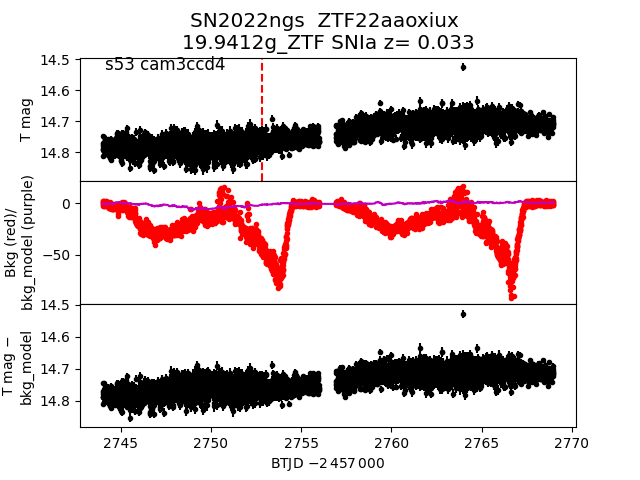 SN2022ngs  ZTF22aaoxiux
19.9412g_ZTF SNIa z= 0.033
s53 cam3ccd4
14.5
14.6
14.7
14.8
T mag
0
−50
Bkg (red)/
bkg_model (purple)
14.5
14.6
14.7
14.8
T mag −
bkg_model
2745
2750
2755
2760
2765
2770
BTJD −2 457 000